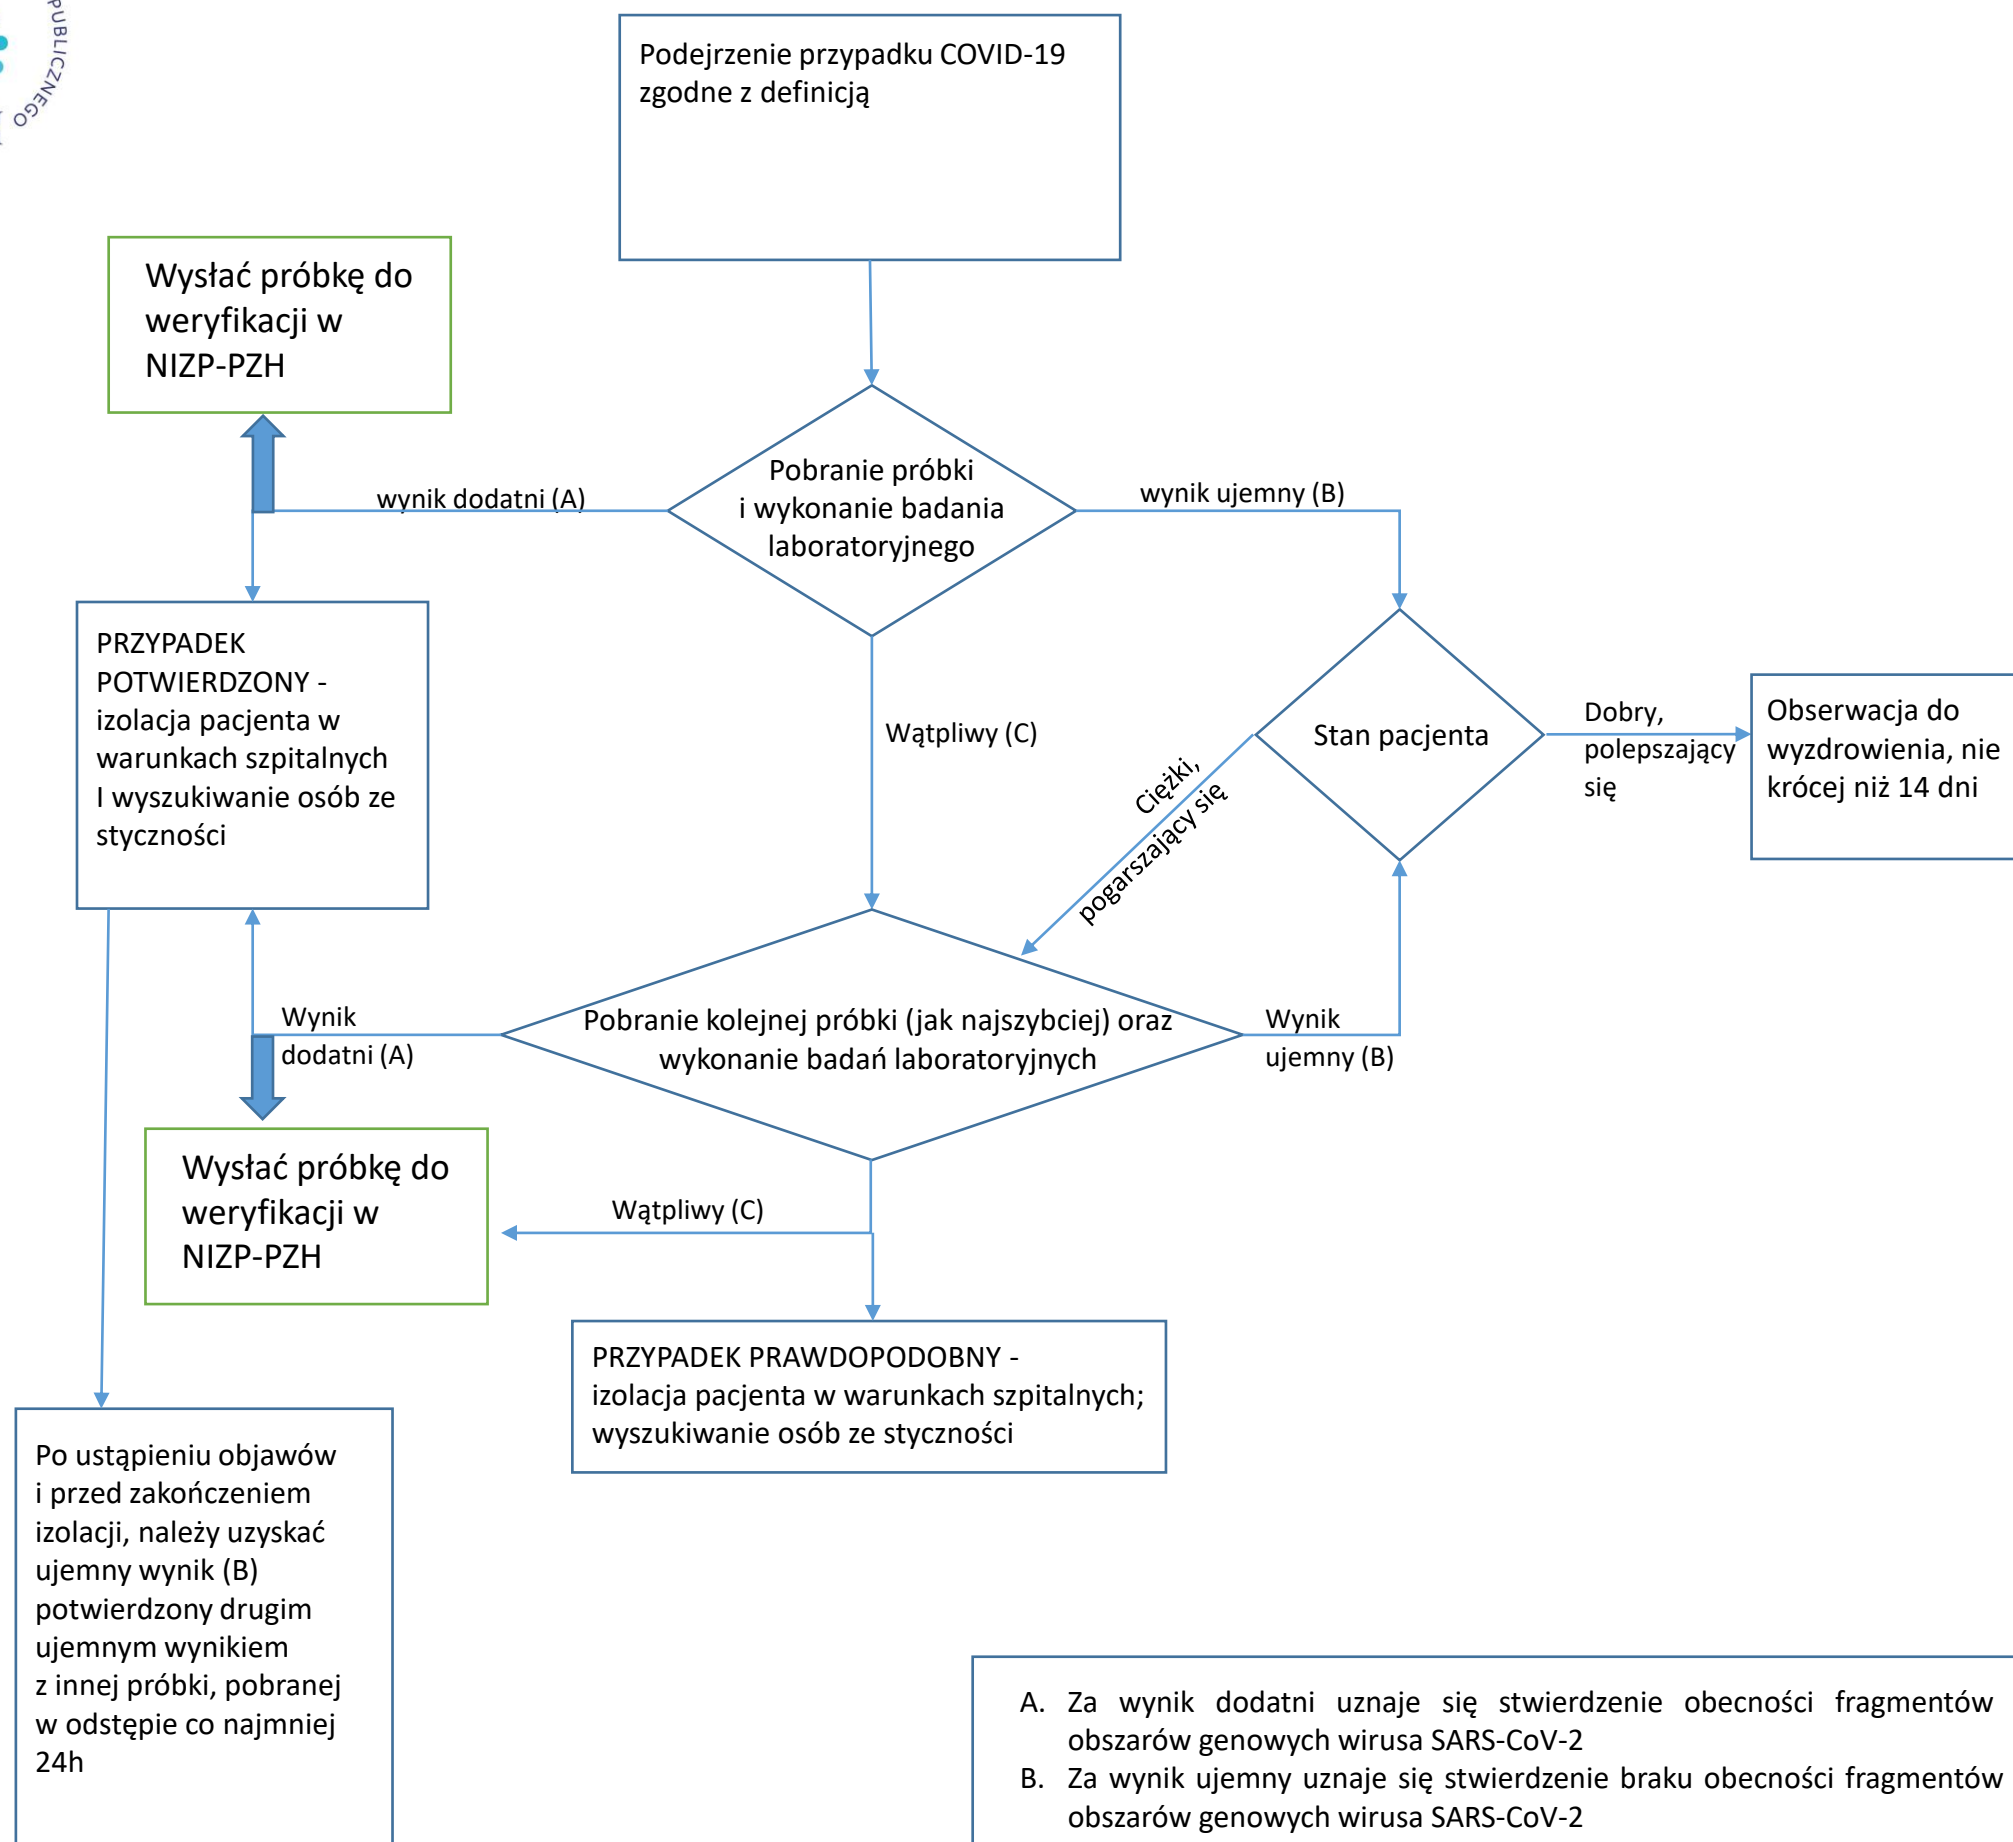 PUBLICZNEGO
Podejrzenie przypadku COVID-19
zgodne z definicją
Wysłać próbkę do
weryfikacji w
NIZP-PZH
Pobranie próbki
i wykonanie badania
laboratoryjnego
wynik dodatni (A)
wynik ujemny (B)
PRZYPADEK
POTWIERDZONY -
izolacja pacjenta w
warunkach szpitalnych
I wyszukiwanie osób ze
styczności
Wątpliwy (C)
Stan pacjenta
Dobry,
polepszający
się
Obserwacja do
wyzdrowienia, nie
krócej niż 14 dni
Ciężki,
pogarszający się
Wynik
dodatni (A)
Pobranie kolejnej próbki (jak najszybciej) oraz
wykonanie badań laboratoryjnych
Wynik
ujemny (B)
Wysłać próbkę do
weryfikacji w
NIZP-PZH
Wątpliwy (C)
PRZYPADEK PRAWDOPODOBNY -
izolacja pacjenta w warunkach szpitalnych;
wyszukiwanie osób ze styczności
Po ustąpieniu objawów
i przed zakończeniem
izolacji, należy uzyskać
ujemny wynik (B)
potwierdzony drugim
ujemnym wynikiem
z innej próbki, pobranej
w odstępie co najmniej
24h
A. Za wynik dodatni uznaje się stwierdzenie obecności fragmentów
obszarów genowych wirusa SARS-CoV-2
B. Za wynik ujemny uznaje się stwierdzenie braku obecności fragmentów
obszarów genowych wirusa SARS-CoV-2